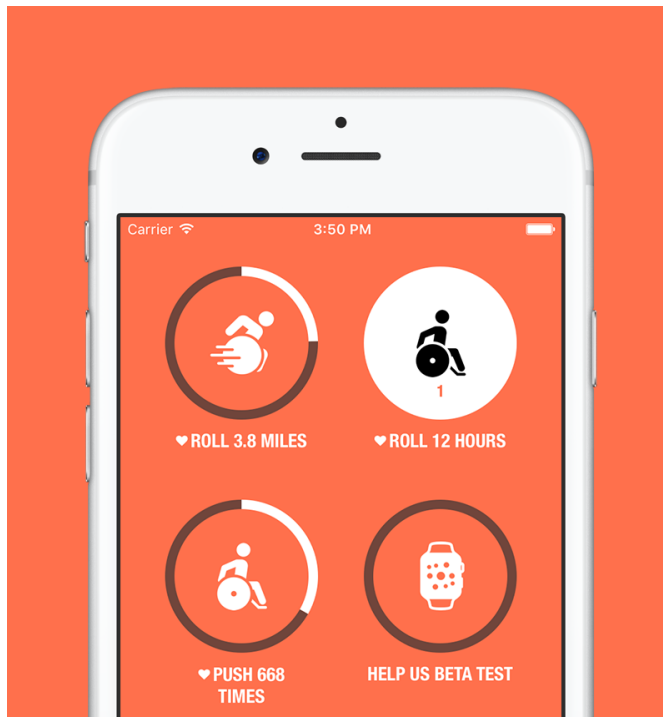 Carrier
3:50 PM
1
♥ ROLL 3.8 MILES
♥ ROLL 12 HOURS
♥ PUSH 668
TIMES
HELP US BETA TEST